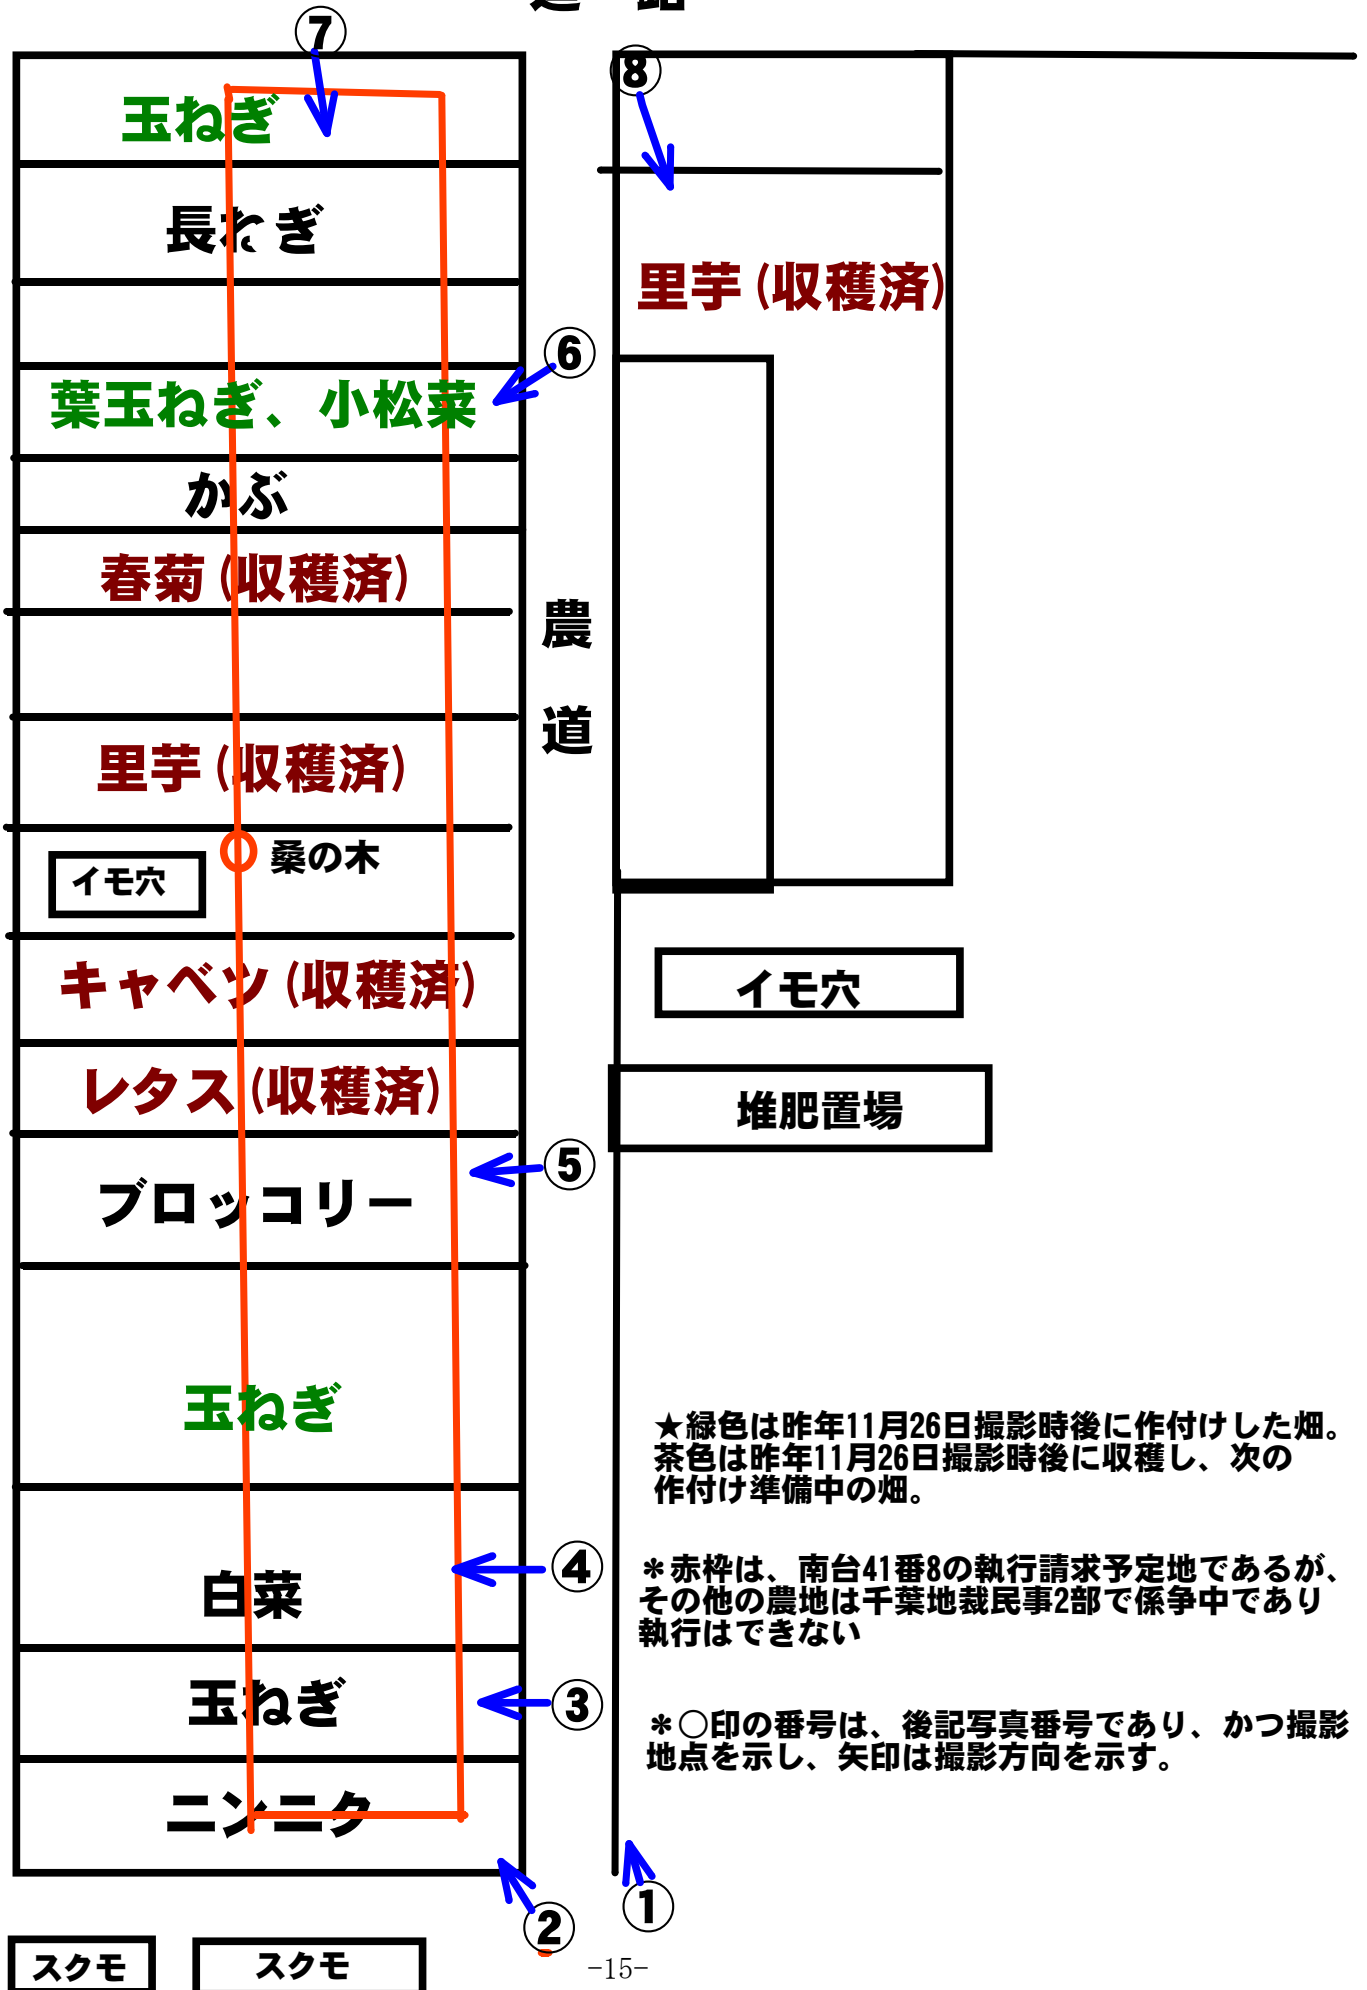 道　路
⑦
⑧
玉ねぎ
長ねぎ
里芋(収穫済)
⑥
葉玉ねぎ、小松菜
かぶ
春菊(収穫済)
農
道
里芋(収穫済)
桑の木
イモ穴
キャベツ(収穫済)
イモ穴
レタス(収穫済)
堆肥置場
⑤
ブロッコリー
玉ねぎ
★緑色は昨年11月26日撮影時後に作付けした畑。
茶色は昨年11月26日撮影時後に収穫し、次の
作付け準備中の畑。
④
白菜
＊赤枠は、南台41番8の執行請求予定地であるが、
その他の農地は千葉地裁民事2部で係争中であり
執行はできない
③
玉ねぎ
＊○印の番号は、後記写真番号であり、かつ撮影
地点を示し、矢印は撮影方向を示す。
ニンニク
①
②
スクモ
スクモ
-15-